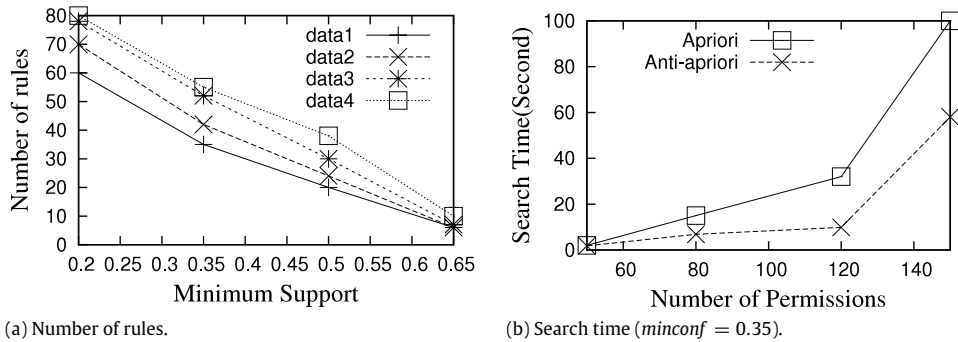 80
70
60
50
40
30
20
10
0
Number of rules
data1
data2
data3
data4
0.2 0.25 0.3 0.35 0.4 0.45 0.5 0.55 0.6 0.65
Minimum Support
(a) Number of rules.
100
80
60
40
20
0
Search Time(Second)
Apriori
Anti-apriori
60 80 100 120 140
Number of Permissions
(b) Search time (minconf = 0.35).